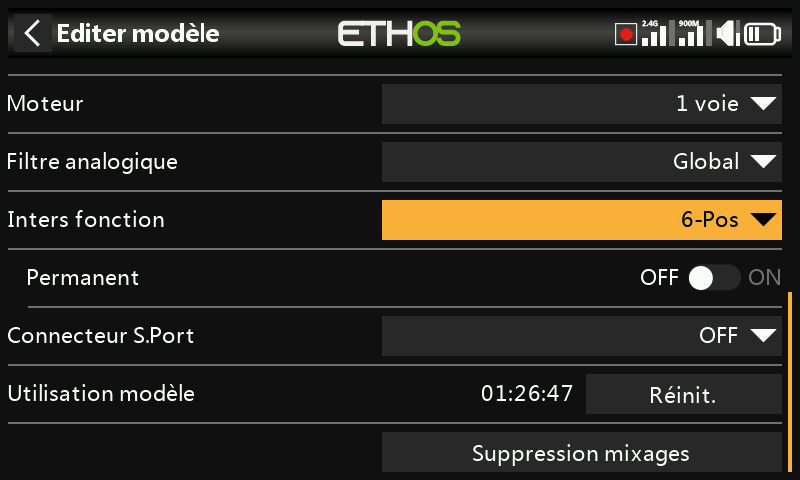 Editer modèle ETHOS 2.4G 900M
Moteur 1 voie
Filtre analogique Global
Inters fonction 6-Pos
Permanent OFF ON
Connecteur S.Port OFF
Utilisation modèle 01:26:47 Réinit.
Suppression mixages